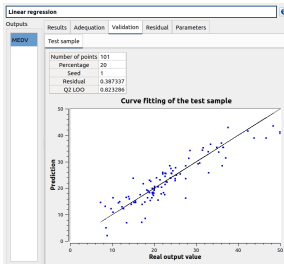 Linear regression
Outputs
Results Adequation Validation Residual Parameters
MEDV
Test sample
Number of points 101
Percentage 20
Seed 1
Residual 0.387337
Q2 LOO 0.823286
Curve fitting of the test sample
50
40
30
20
10
0
Prediction
0 10 20 30 40 50
Real output value